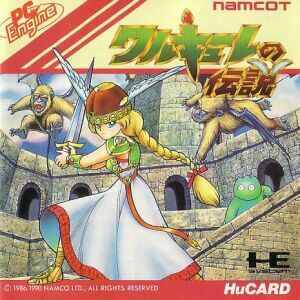 PC Engine
namcot
ワルキューレの
伝説
© 1986 1990 NAMCO LTD., ALL RIGHTS RESERVED
HE
SYSTEM
HuCARD